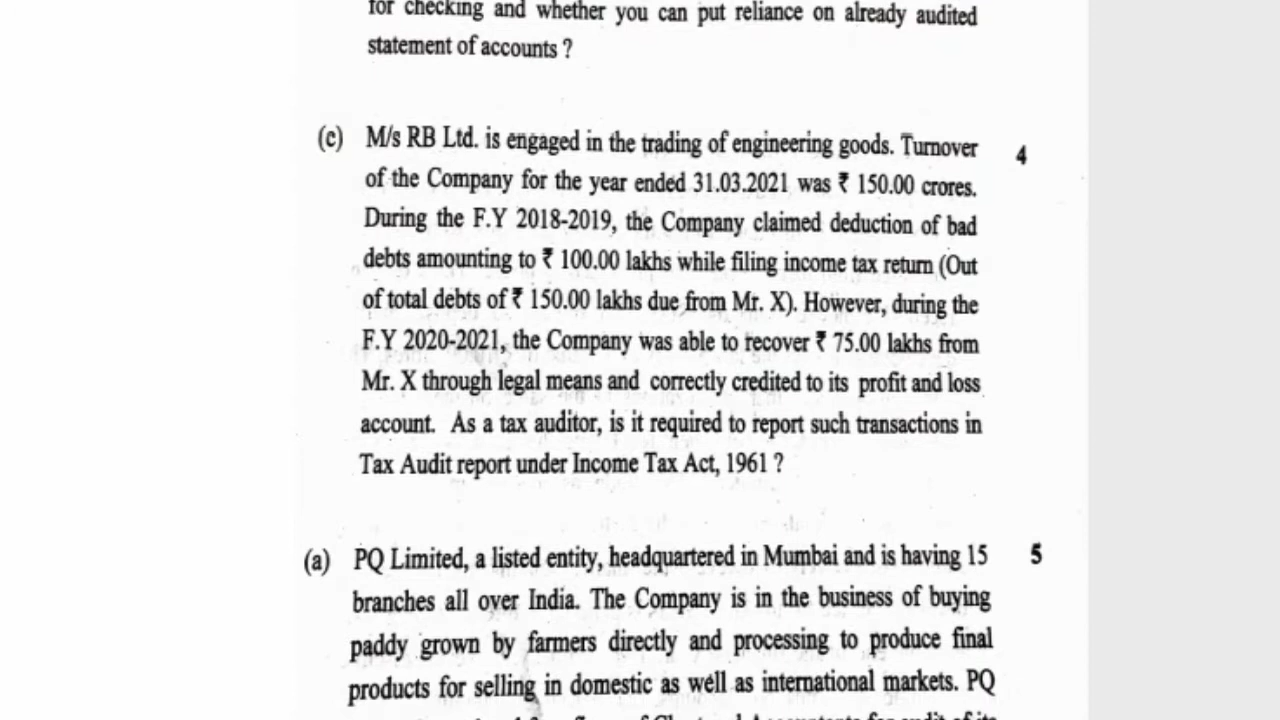 for checking and whether you can put reliance on already audited
statement of accounts ?
(c) M/s RB Ltd. is engaged in the trading of engineering goods. Turnover 4
of the Company for the year ended 31.03.2021 was ₹ 150.00 crores.
During the F.Y 2018-2019, the Company claimed deduction of bad
debts amounting to ₹ 100.00 lakhs while filing income tax return (Out
of total debts of ₹ 150.00 lakhs due from Mr. X). However, during the
F.Y 2020-2021, the Company was able to recover ₹ 75.00 lakhs from
Mr. X through legal means and correctly credited to its profit and loss
account. As a tax auditor, is it required to report such transactions in
Tax Audit report under Income Tax Act, 1961 ?
(a) PQ Limited, a listed entity, headquartered in Mumbai and is having 15 5
branches all over India. The Company is in the business of buying
paddy grown by farmers directly and processing to produce final
products for selling in domestic as well as international markets. PQ